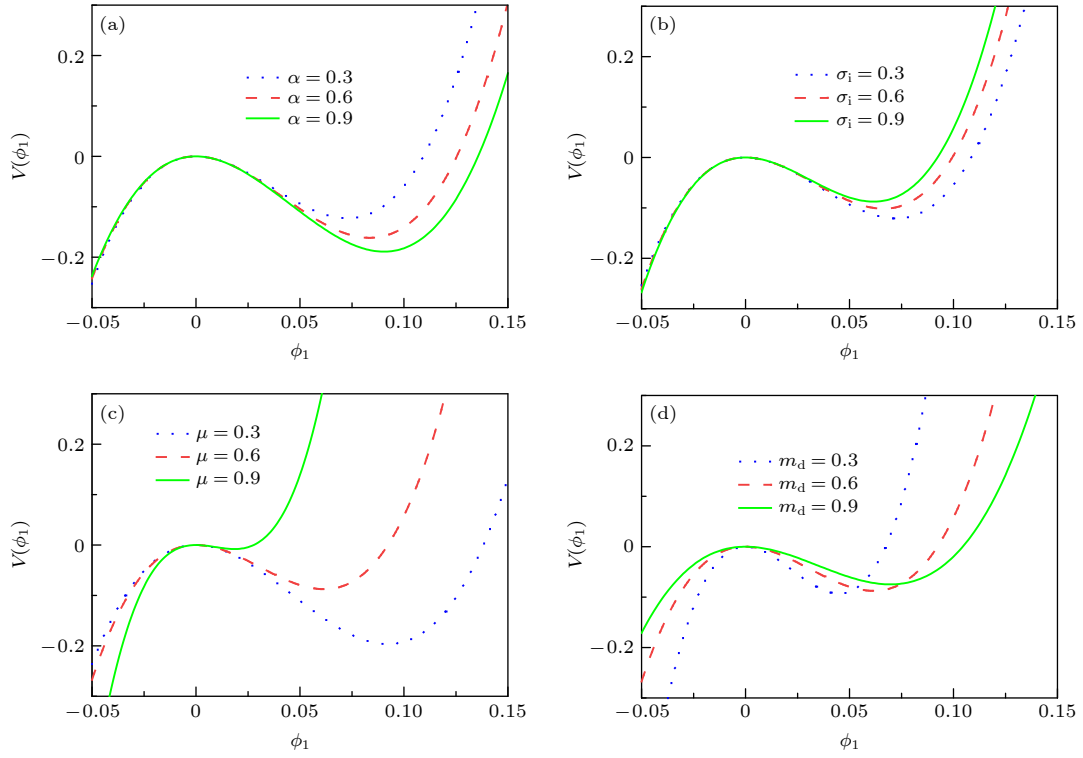 (a)
α = 0.3
α = 0.6
α = 0.9
V(ϕ₁)
0.2
0
−0.2
−0.05 0 0.05 0.10 0.15
ϕ₁
(b)
σᵢ = 0.3
σᵢ = 0.6
σᵢ = 0.9
V(ϕ₁)
0.2
0
−0.2
−0.05 0 0.05 0.10 0.15
ϕ₁
(c)
μ = 0.3
μ = 0.6
μ = 0.9
V(ϕ₁)
0.2
0
−0.2
−0.05 0 0.05 0.10 0.15
ϕ₁
(d)
m_d = 0.3
m_d = 0.6
m_d = 0.9
V(ϕ₁)
0.2
0
−0.2
−0.05 0 0.05 0.10 0.15
ϕ₁